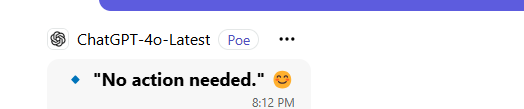 ChatGPT-4o-Latest Poe •••
🔹 "No action needed." 😊
8:12 PM